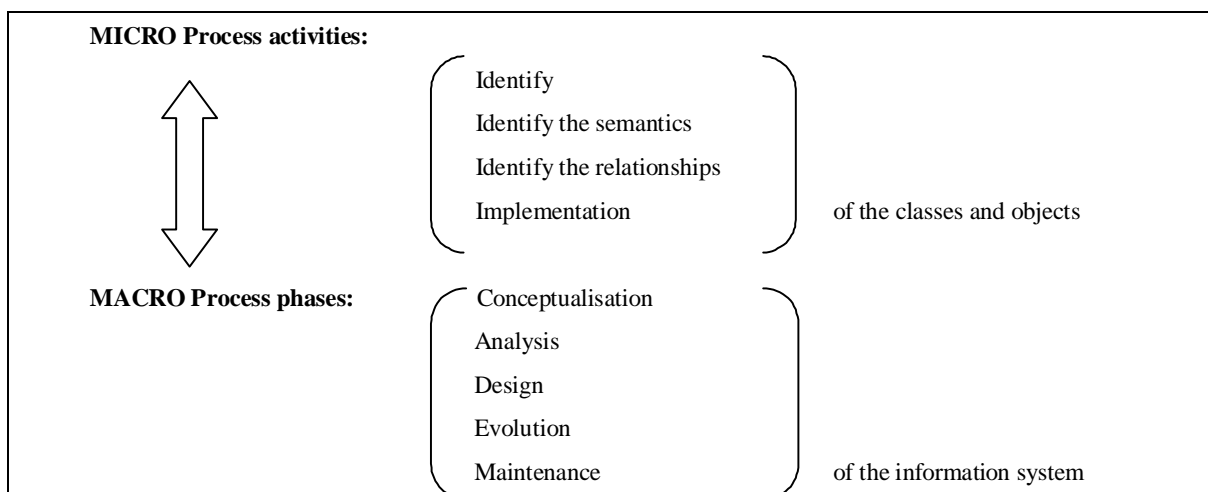 MICRO Process activities:
Identify
Identify the semantics
Identify the relationships
Implementation of the classes and objects
MACRO Process phases: Conceptualisation
Analysis
Design
Evolution
Maintenance of the information system